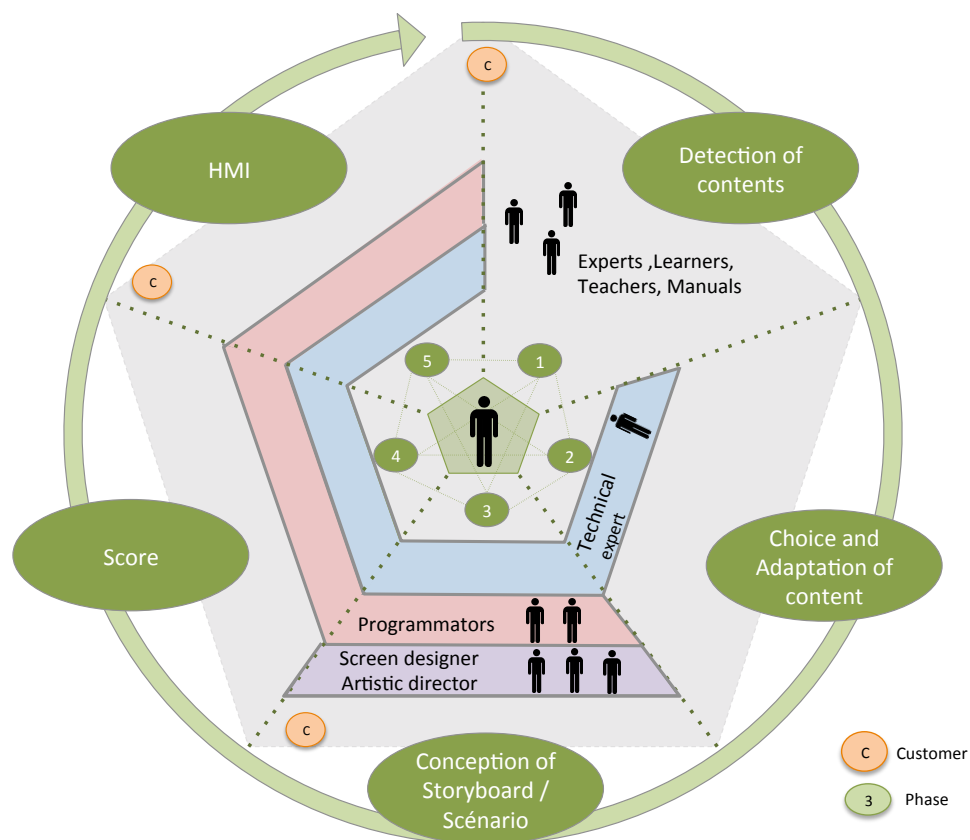 C
HMI
Detection of
contents
C
Experts ,Learners,
Teachers, Manuals
5
1
4
2
3
Technical
expert
Score
Choice and
Adaptation of
content
Programmators
Screen designer
Artistic director
C
Conception of
Storyboard /
Scénario
C
Customer
3
Phase